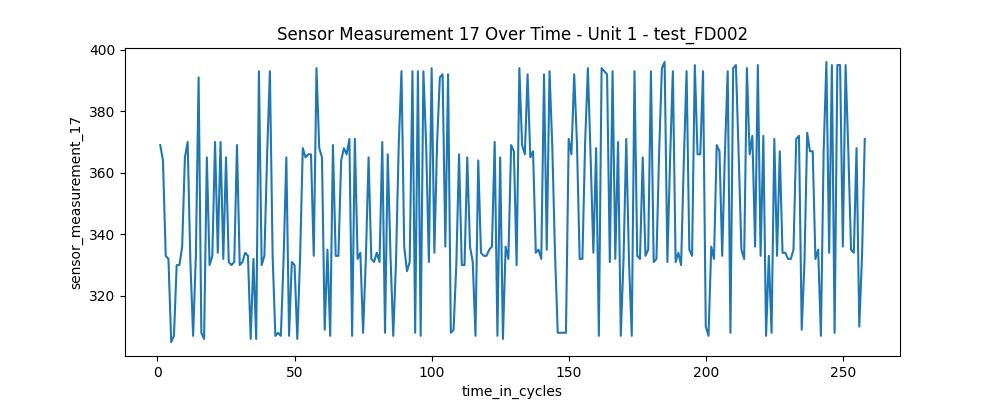 Sensor Measurement 17 Over Time - Unit 1 - test_FD002
400
380
360
340
320
sensor_measurement_17
0 50 100 150 200 250
time_in_cycles